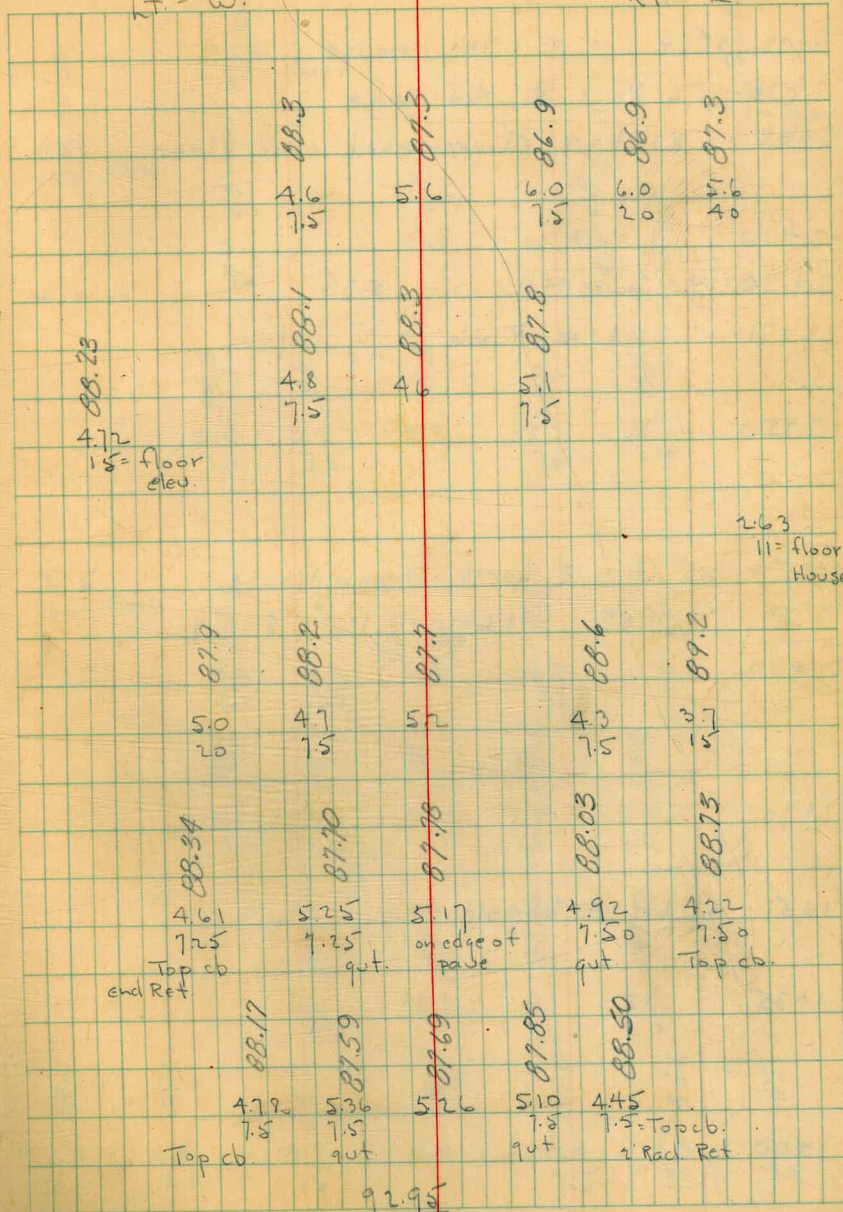 88.3 87.3 86.9 86.9 87.3
4.6 5.6 6.0 6.0 5.6
7.5 7.5 20 40
88.1 88.3 87.8
88.23
4.8 4.6 5.1
7.5 7.5
4.72
15= floor
elev.
2.63
11= floor
House
87.9 88.2 87.7 88.6 89.2
5.0 4.7 5.2 4.3 3.7
20 7.5 7.5 15
88.34 87.70 87.78 88.03 88.73
4.61 5.25 5.17 4.92 4.22
7.25 7.25 on edge of 7.50 7.50
Top cb gut. pave gut Top cb.
end Ret
88.17 87.59 87.69 87.85 88.50
4.78 5.36 5.26 5.10 4.45
7.5 7.5 7.5 7.5=Top cb.
Top cb. gut. gut 2' Rad. Ret
92.95